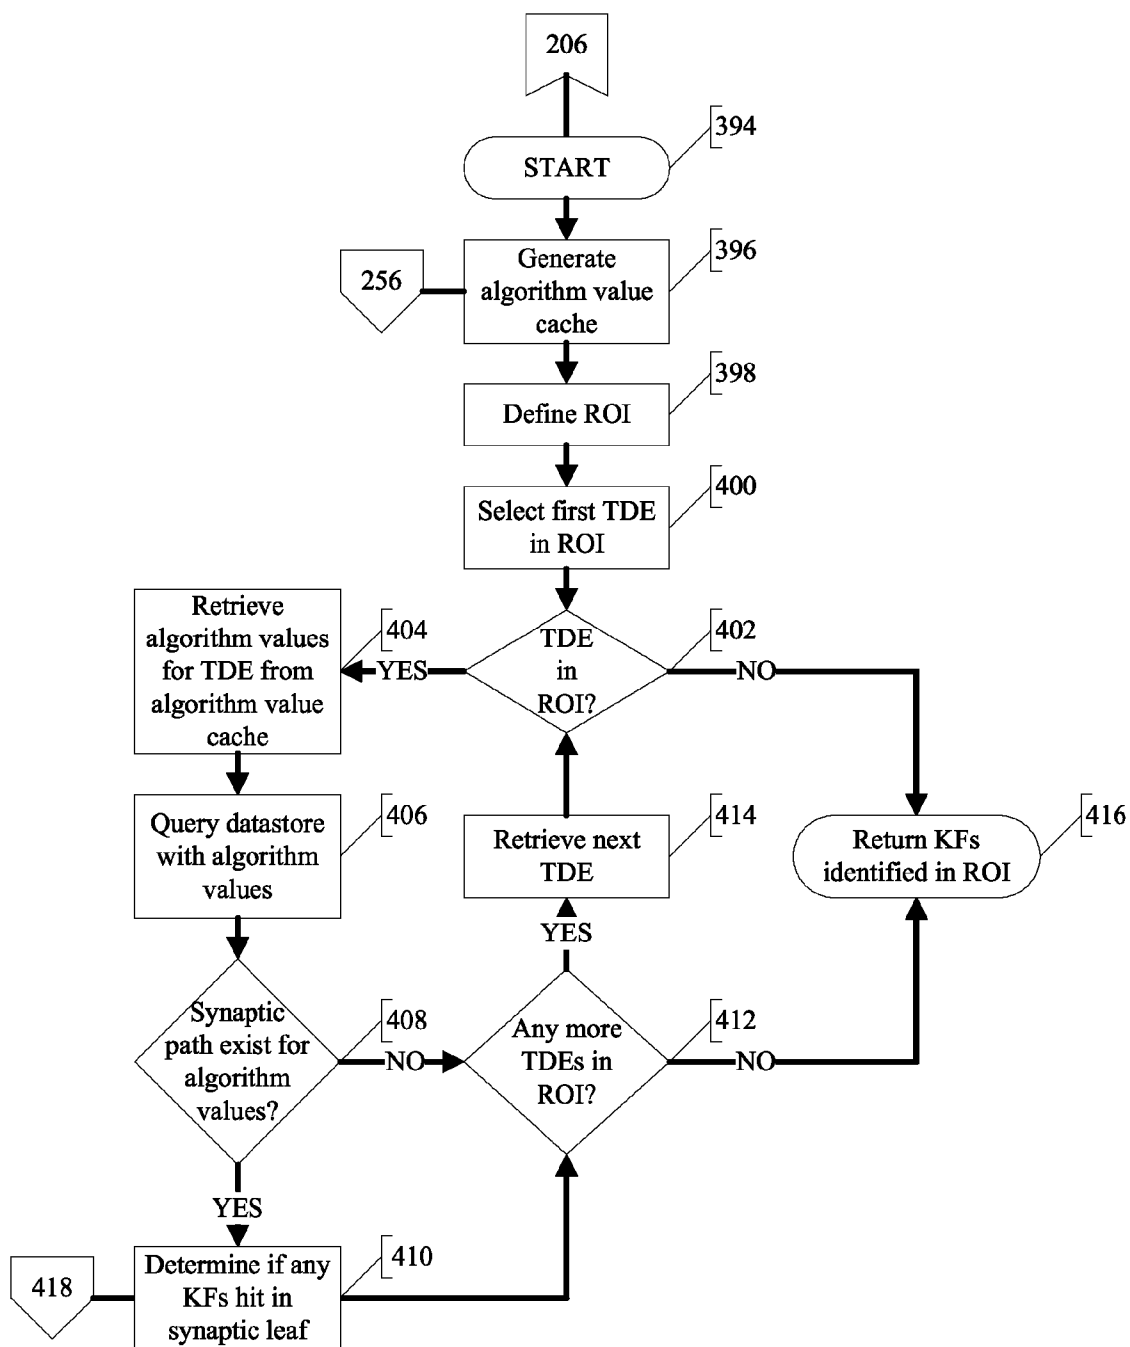 206
394
START
396
Generate
algorithm value
cache
256
398
Define ROI
400
Select first TDE
in ROI
Retrieve
algorithm values
for TDE from
algorithm value
cache
404
YES
TDE
in
ROI?
402
NO
Query datastore
with algorithm
values
406
Retrieve next
TDE
414
Return KFs
identified in ROI
416
YES
Synaptic
path exist for
algorithm
values?
408
NO
Any more
TDEs in
ROI?
412
NO
YES
418
Determine if any
KFs hit in
synaptic leaf
410